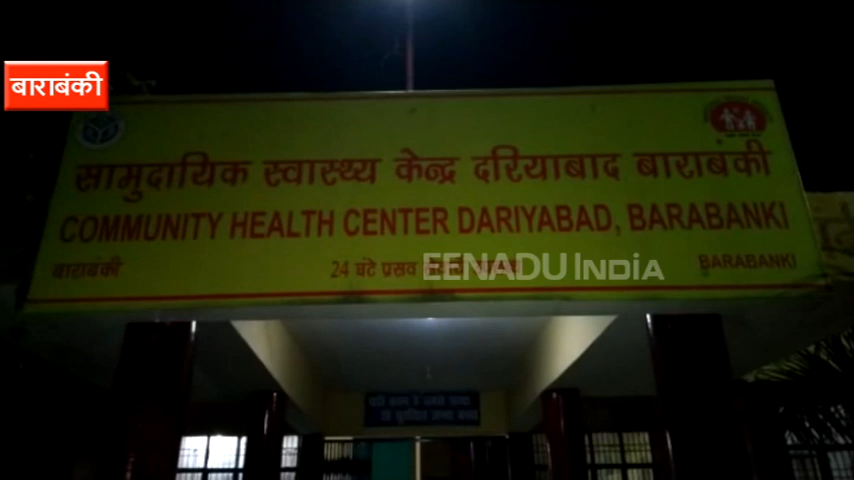 बाराबंकी
सामुदायिक स्वास्थ्य केन्द्र दरियाबाद बाराबंकी
COMMUNITY HEALTH CENTER DARIYABAD, BARABANKI
बाराबंकी 24 घंटे प्रसव BARABANKI
EENADU INDIA